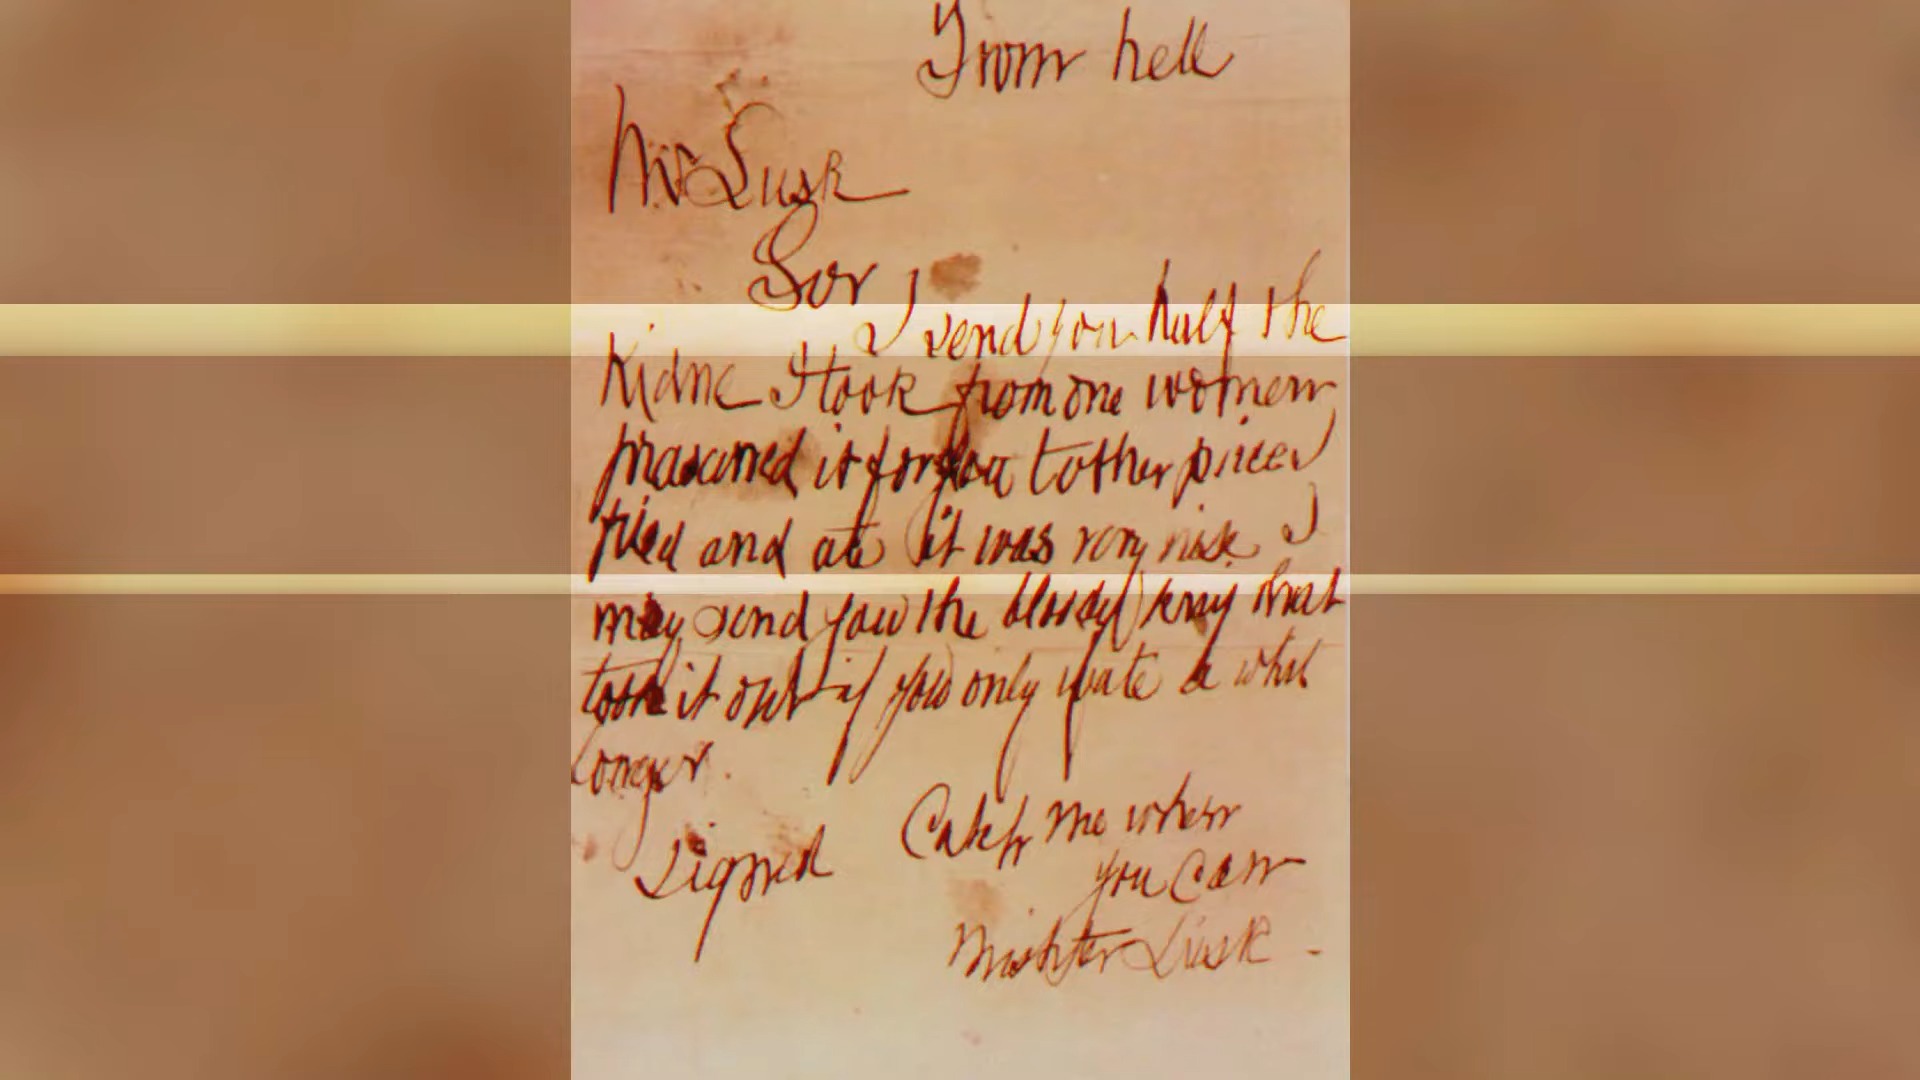 From hell
Mr Lusk
Sor
I send you half the
Kidne I took from one women
prasarved it for you tother piece
fried and ate it was very nise I
may send you the bloody knif that
took it out if you only wate a whil
longer.
signed Catch me when
you Can
Mishter Lusk -